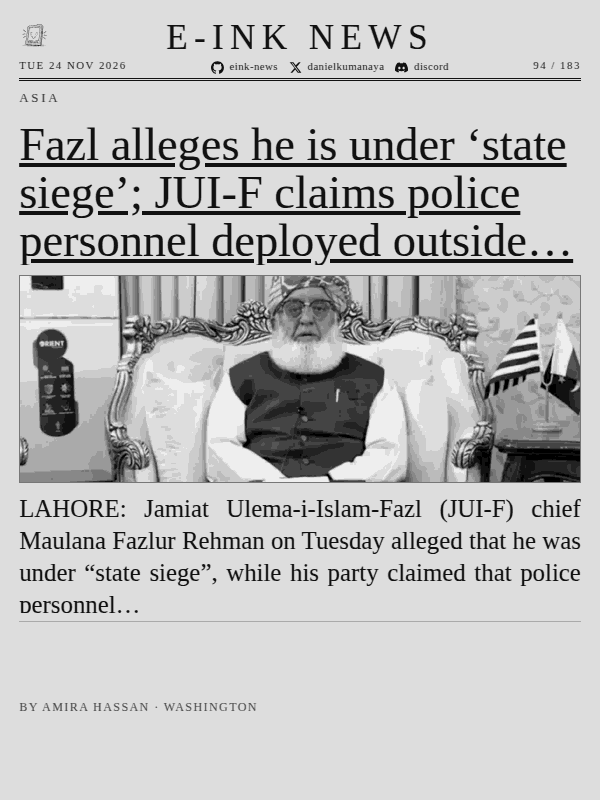 E-INK NEWS
TUE 24 NOV 2026
eink-news
danielkumanaya
discord
94 / 183
ASIA
Fazl alleges he is under ‘state
siege’; JUI-F claims police
personnel deployed outside…
ORIENT
LAHORE: Jamiat Ulema-i-Islam-Fazl (JUI-F) chief
Maulana Fazlur Rehman on Tuesday alleged that he was
under “state siege”, while his party claimed that police
personnel…
BY AMIRA HASSAN · WASHINGTON